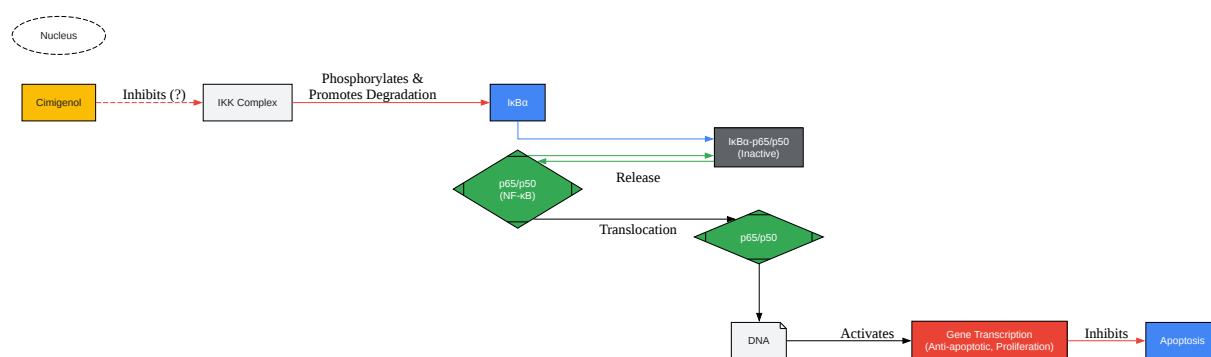 Nucleus
Cimigenol
Inhibits (?)
IKK Complex
Phosphorylates &
Promotes Degradation
IκBα
IκBα-p65/p50
(Inactive)
p65/p50
(NF-κB)
Release
Translocation
p65/p50
DNA
Activates
Gene Transcription
(Anti-apoptotic, Proliferation)
Inhibits
Apoptosis